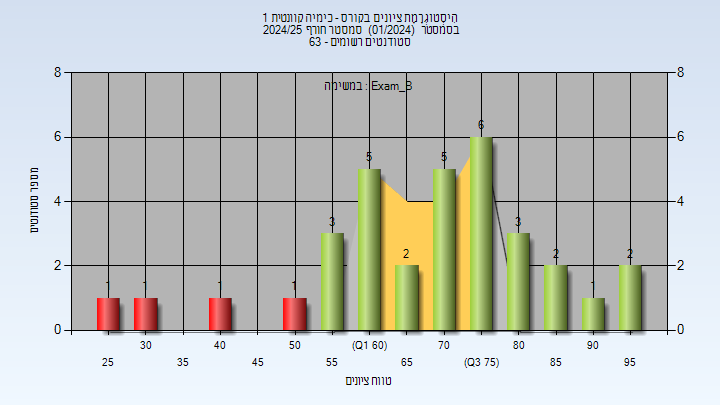 היסטוגרמת ציונים בקורס - כימיה קוונטית 1
בסמסטר (01/2024) סמסטר חורף 2024/25
סטודנטים רשומים - 63
במשימה : Exam_B
מספר סטודנטים
8 8
6 6
4 4
2 2
0 0
1 1 1 1 3 5 2 5 6 3 2 1 2
30 40 50 (Q1 60) 70 80 90
25 35 45 55 65 (Q3 75) 85 95
טווח ציונים